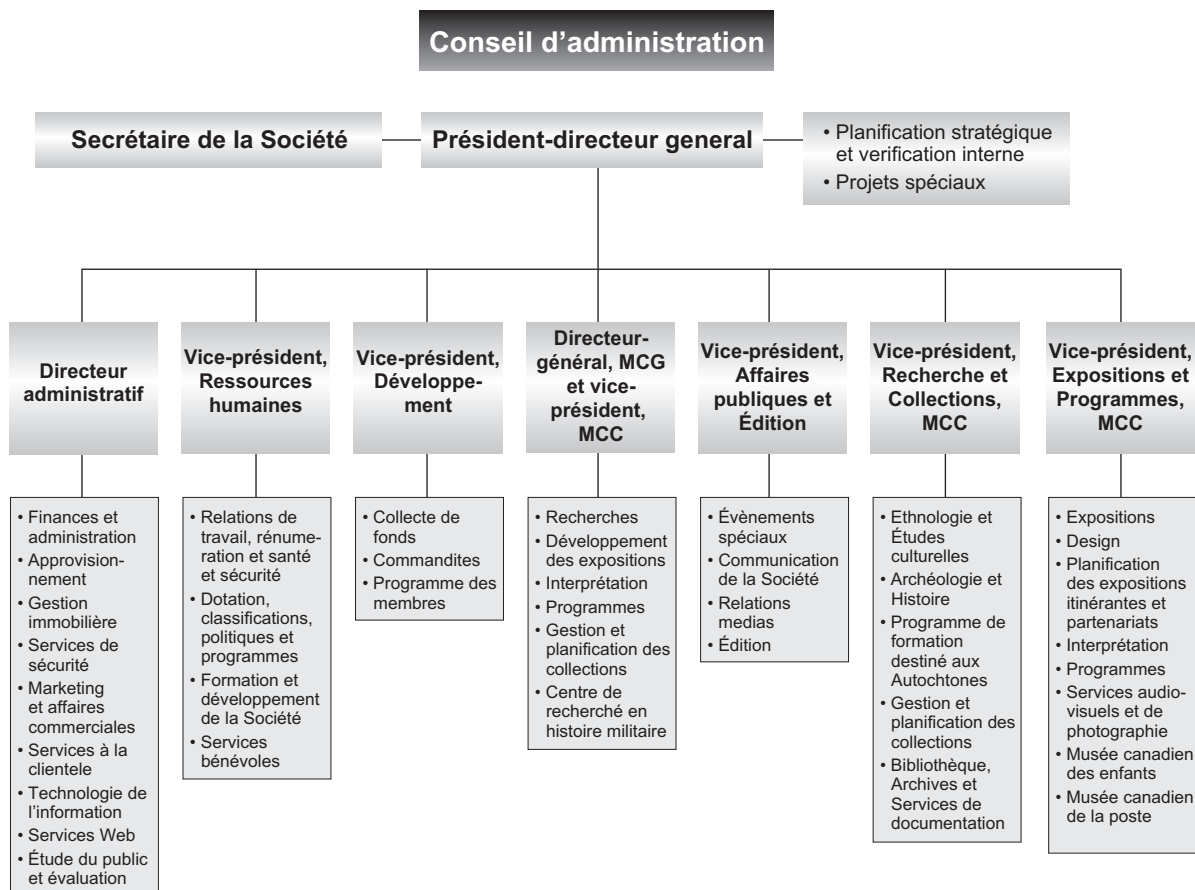 Conseil d’administration
Secrétaire de la Société
Président-directeur general
• Planification stratégique
et verification interne
• Projets spéciaux
Directeur
administratif
Vice-président,
Ressources
humaines
Vice-président,
Développe-
ment
Directeur-
général, MCG
et vice-
président,
MCC
Vice-président,
Affaires
publiques et
Édition
Vice-président,
Recherche et
Collections,
MCC
Vice-président,
Expositions et
Programmes,
MCC
• Finances et
administration
• Approvision-
nement
• Gestion
immobilière
• Services de
sécurité
• Marketing
et affaires
commerciales
• Services à la
clientele
• Technologie de
l’information
• Services Web
• Étude du public
et évaluation
• Relations de
travail, rénume-
ration et santé
et sécurité
• Dotation,
classifications,
politiques et
programmes
• Formation et
développement
de la Société
• Services
bénévoles
• Collecte de
fonds
• Commandites
• Programme des
membres
• Recherches
• Développement
des expositions
• Interprétation
• Programmes
• Gestion et
planification des
collections
• Centre de
recherché en
histoire militaire
• Évènements
spéciaux
• Communication
de la Société
• Relations
medias
• Édition
• Ethnologie et
Études
culturelles
• Archéologie et
Histoire
• Programme de
formation
destiné aux
Autochtones
• Gestion et
planification des
collections
• Bibliothèque,
Archives et
Services de
documentation
• Expositions
• Design
• Planification
des expositions
itinérantes et
partenariats
• Interprétation
• Programmes
• Services audio-
visuels et de
photographie
• Musée canadien
des enfants
• Musée canadien
de la poste